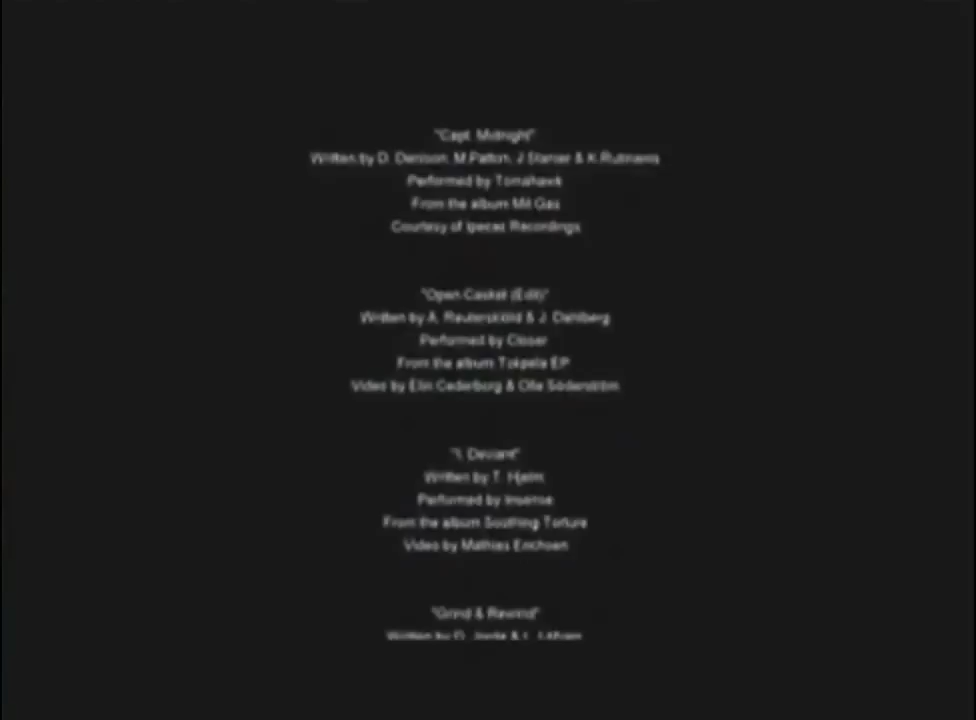 "Capt. Midnight"
Written by D. Denison, M.Patton, J.Stanier & K.Rutmanis
Performed by Tomahawk
From the album Mit Gas
Courtesy of Ipecac Recordings
"Open Casket (Edit)"
Written by A. Reuterskiöld & J. Dahlberg
Performed by Closer
From the album Tokpela EP
Video by Elin Cederborg & Olle Söderström
"I, Deviant"
Written by T. Hjelm
Performed by Insense
From the album Soothing Torture
Video by Mathias Erichsen
"Grind & Rewind"
Written by D.